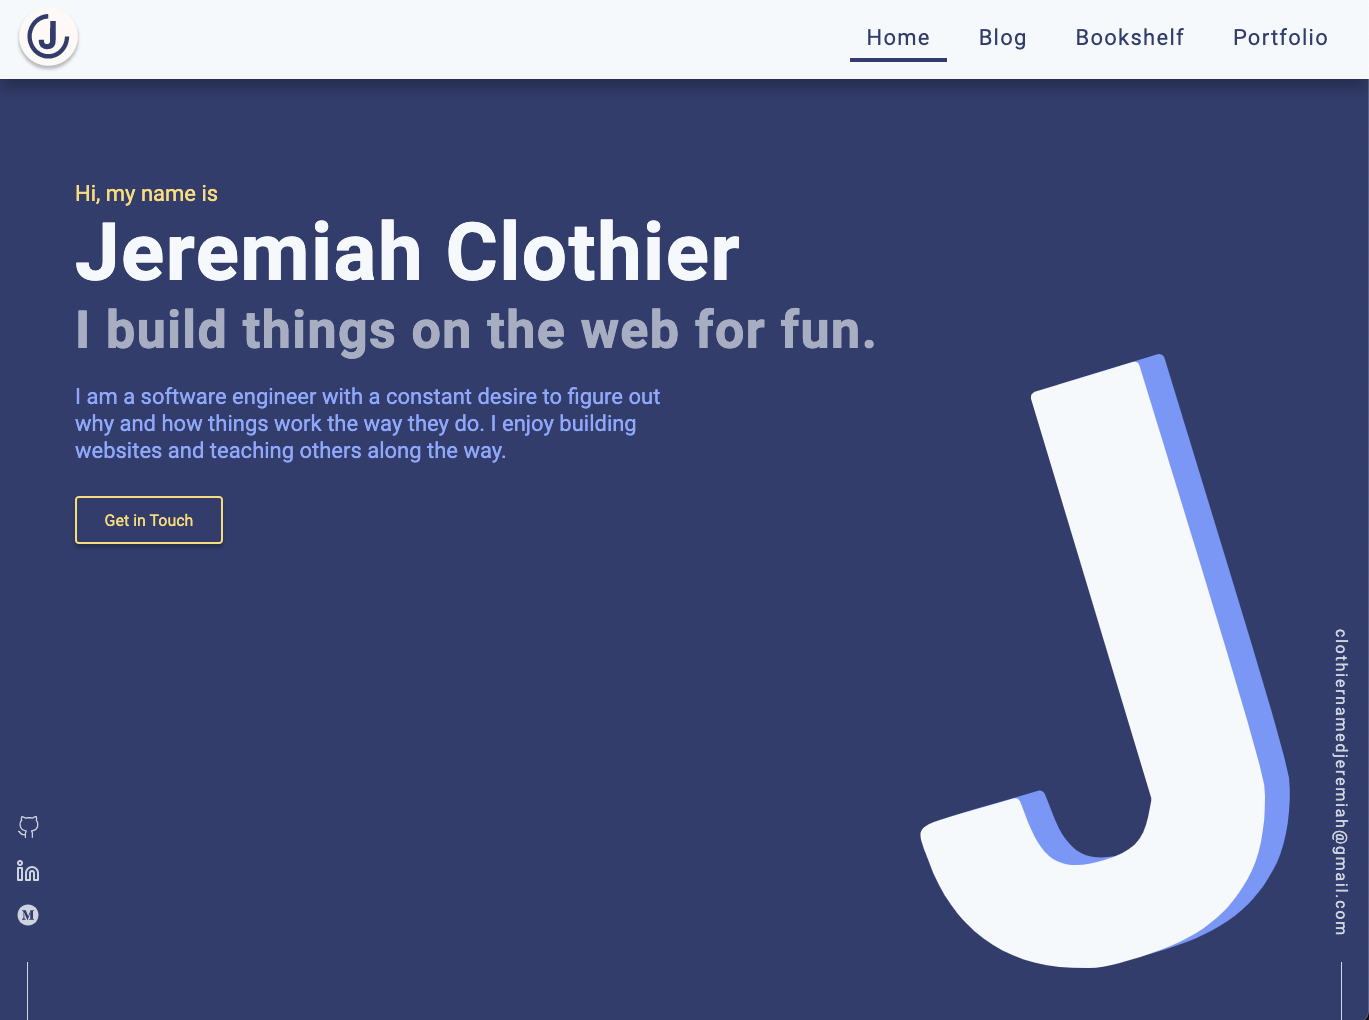 J
Home
Blog
Bookshelf
Portfolio
Hi, my name is
Jeremiah Clothier
I build things on the web for fun.
I am a software engineer with a constant desire to figure out
why and how things work the way they do. I enjoy building
websites and teaching others along the way.
Get in Touch
J
clothiernamedjeremiah@gmail.com
in
M